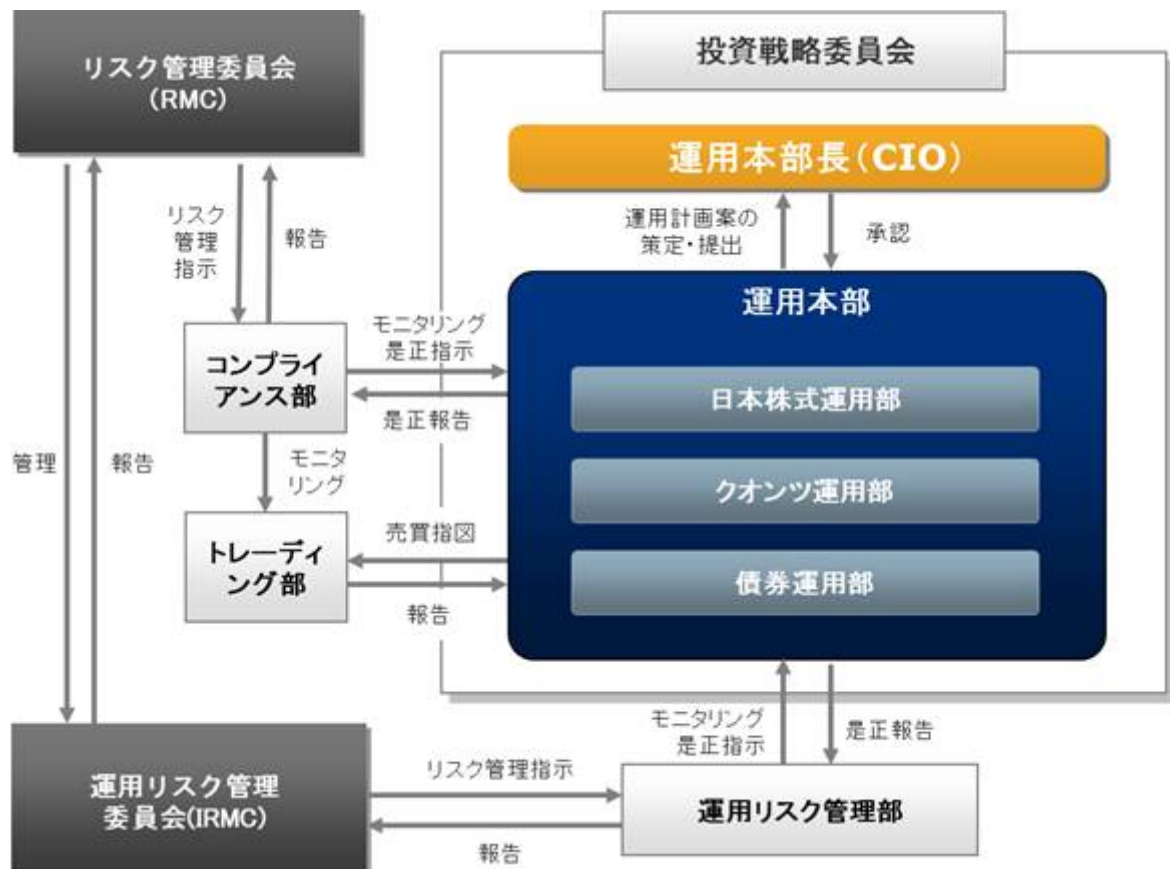 リスク管理委員会
(RMC)
投資戦略委員会
運用本部長(CIO)
運用計画案の
策定・提出
承認
リスク
管理
指示
報告
運用本部
日本株式運用部
クオンツ運用部
債券運用部
コンプライ
アンス部
モニタリング
是正指示
是正報告
管理
報告
モニタ
リング
トレーディ
ング部
売買指図
報告
モニタリング
是正指示
是正報告
運用リスク管理
委員会(IRMC)
リスク管理指示
報告
運用リスク管理部